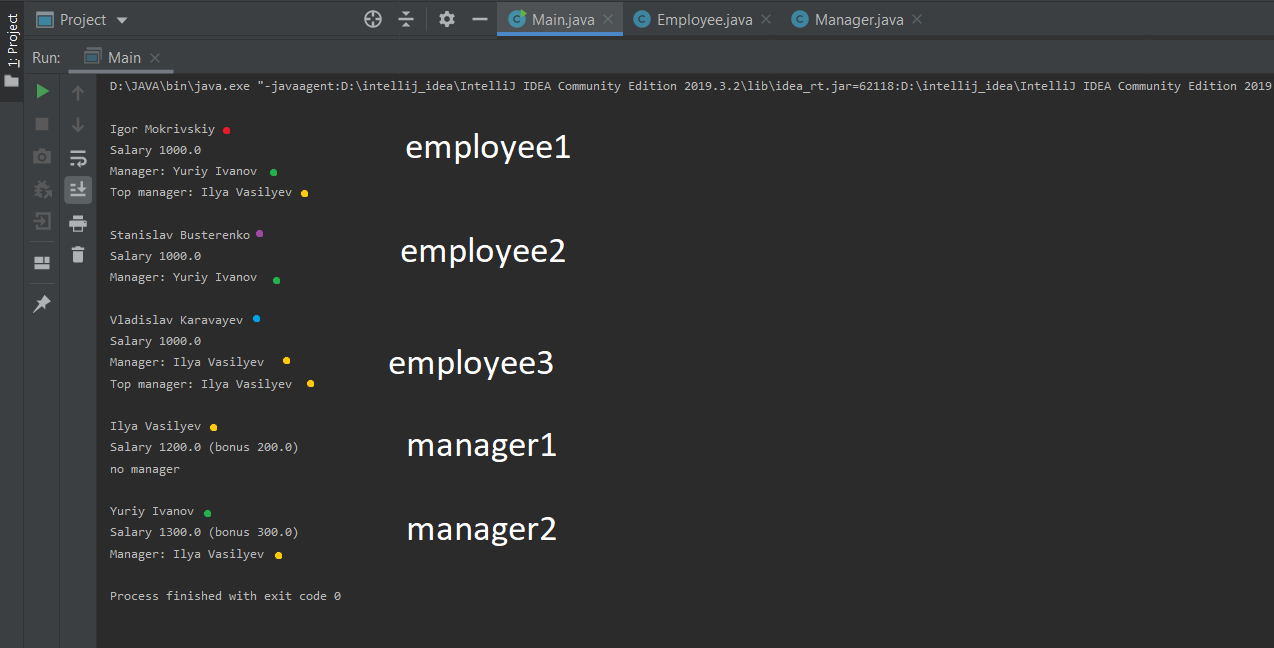 1: Project
Project
Main.java
Employee.java
Manager.java
Run:
Main
D:\JAVA\bin\java.exe "-javaagent:D:\intellij_idea\IntelliJ IDEA Community Edition 2019.3.2\lib\idea_rt.jar=62118:D:\intellij_idea\IntelliJ IDEA Community Edition 2019
Igor Mokrivskiy
Salary 1000.0
Manager: Yuriy Ivanov
Top manager: Ilya Vasilyev
employee1
Stanislav Busterenko
Salary 1000.0
Manager: Yuriy Ivanov
employee2
Vladislav Karavayev
Salary 1000.0
Manager: Ilya Vasilyev
Top manager: Ilya Vasilyev
employee3
Ilya Vasilyev
Salary 1200.0 (bonus 200.0)
no manager
manager1
Yuriy Ivanov
Salary 1300.0 (bonus 300.0)
Manager: Ilya Vasilyev
manager2
Process finished with exit code 0